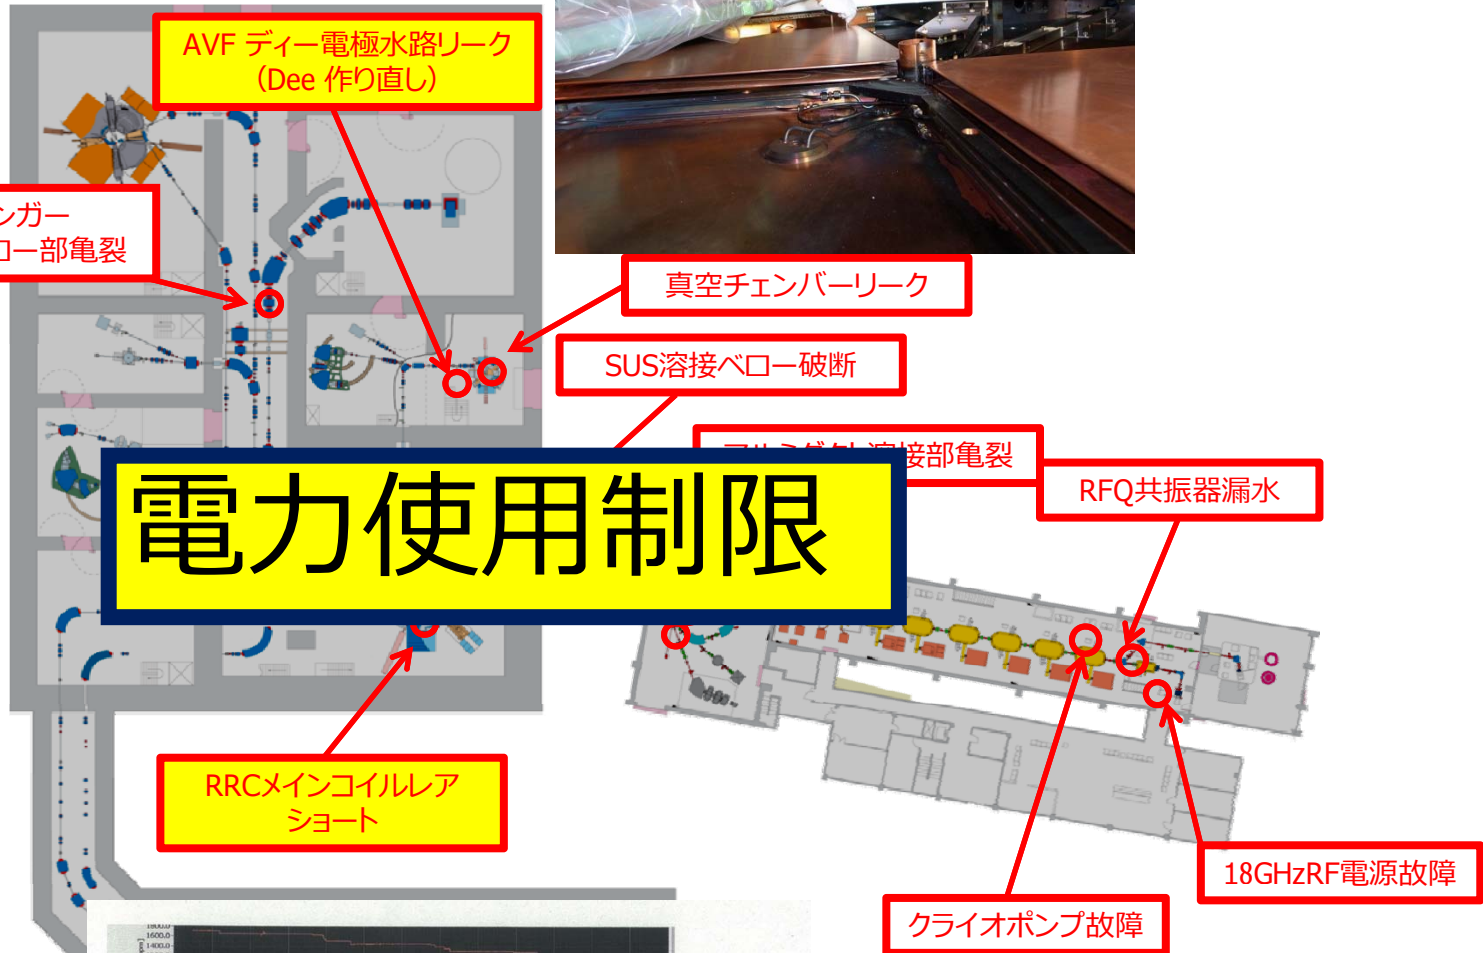 AVF ディー電極水路リーク
（Dee 作り直し）
ンガー
ロー部亀裂
真空チェンバーリーク
SUS溶接ベロー破断
接部亀裂
RFQ共振器漏水
電力使用制限
RRCメインコイルレア
ショート
18GHzRF電源故障
クライオポンプ故障
1600.0
1400.0